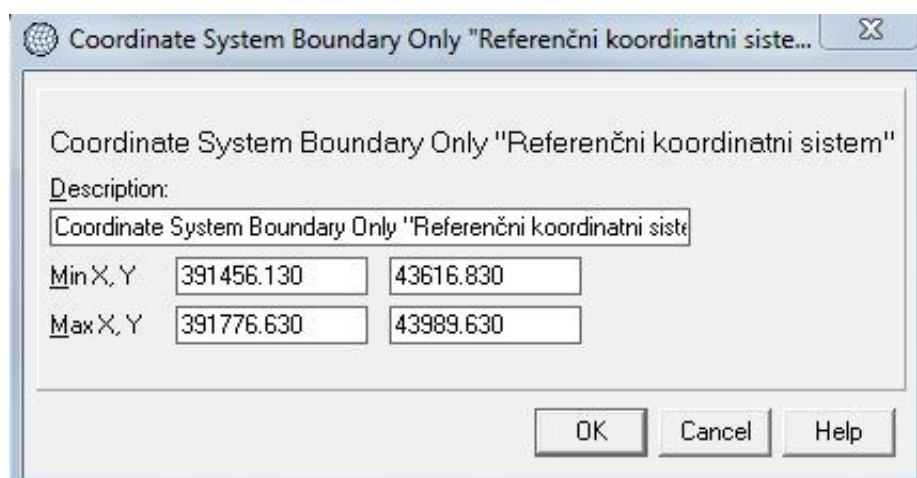 Coordinate System Boundary Only "Referenčni koordinatni siste...
Coordinate System Boundary Only "Referenčni koordinatni sistem"
Description:
Coordinate System Boundary Only "Referenčni koordinatni siste
Min X, Y 391456.130 43616.830
Max X, Y 391776.630 43989.630
OK Cancel Help